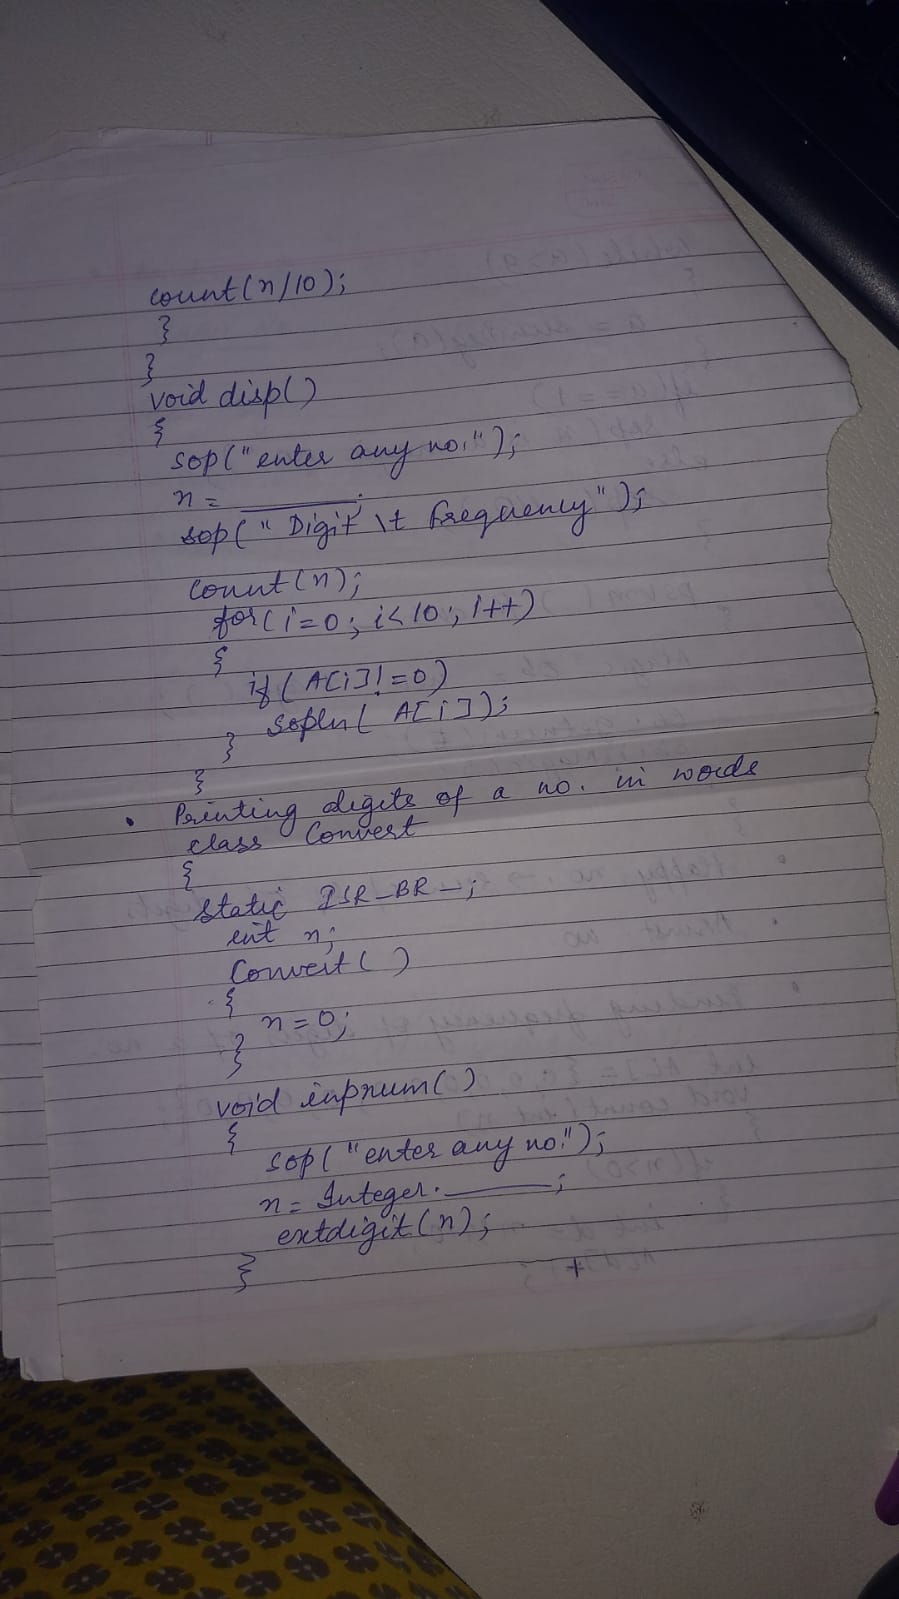 count(n/10);
}
}
void disp()
{
sop("enter any no.");
n = ______.
sop(" Digit \t frequency");
count(n);
for(i=0; i<10; i++)
{
if( A[i]!=0)
sopln( A[i]);
}
}
• Printing digits of a no. in words
class Convert
{
static ISR_BR_;
int n;
Convert( )
{
n=0;
}
void inpnum( )
{
sop( "enter any no.");
n = Integer. ______;
extdigit(n);
}